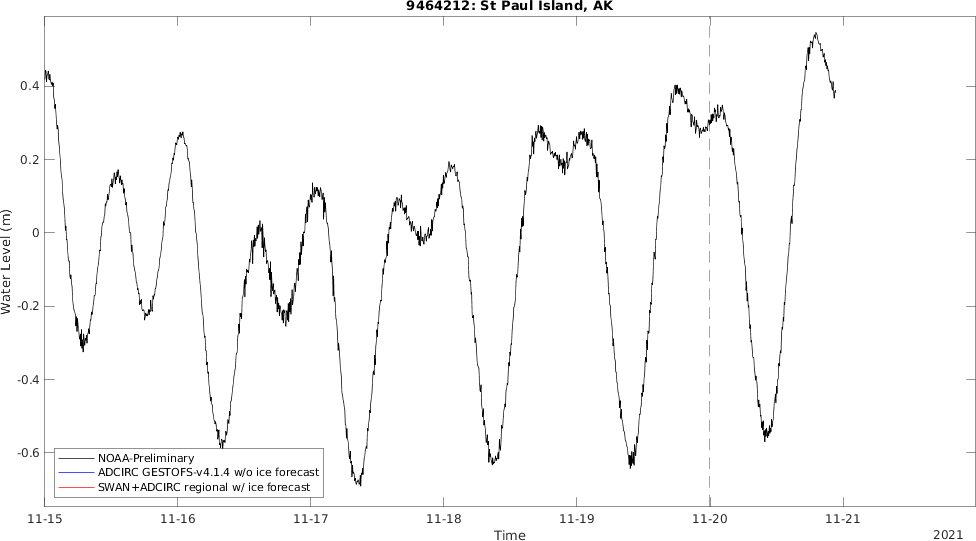 9464212: St Paul Island, AK
Water Level (m)
0.4
0.2
0
-0.2
-0.4
-0.6
NOAA-Preliminary
ADCIRC GESTOFS-v4.1.4 w/o ice forecast
SWAN+ADCIRC regional w/ ice forecast
11-15 11-16 11-17 11-18 11-19 11-20 11-21
Time
2021